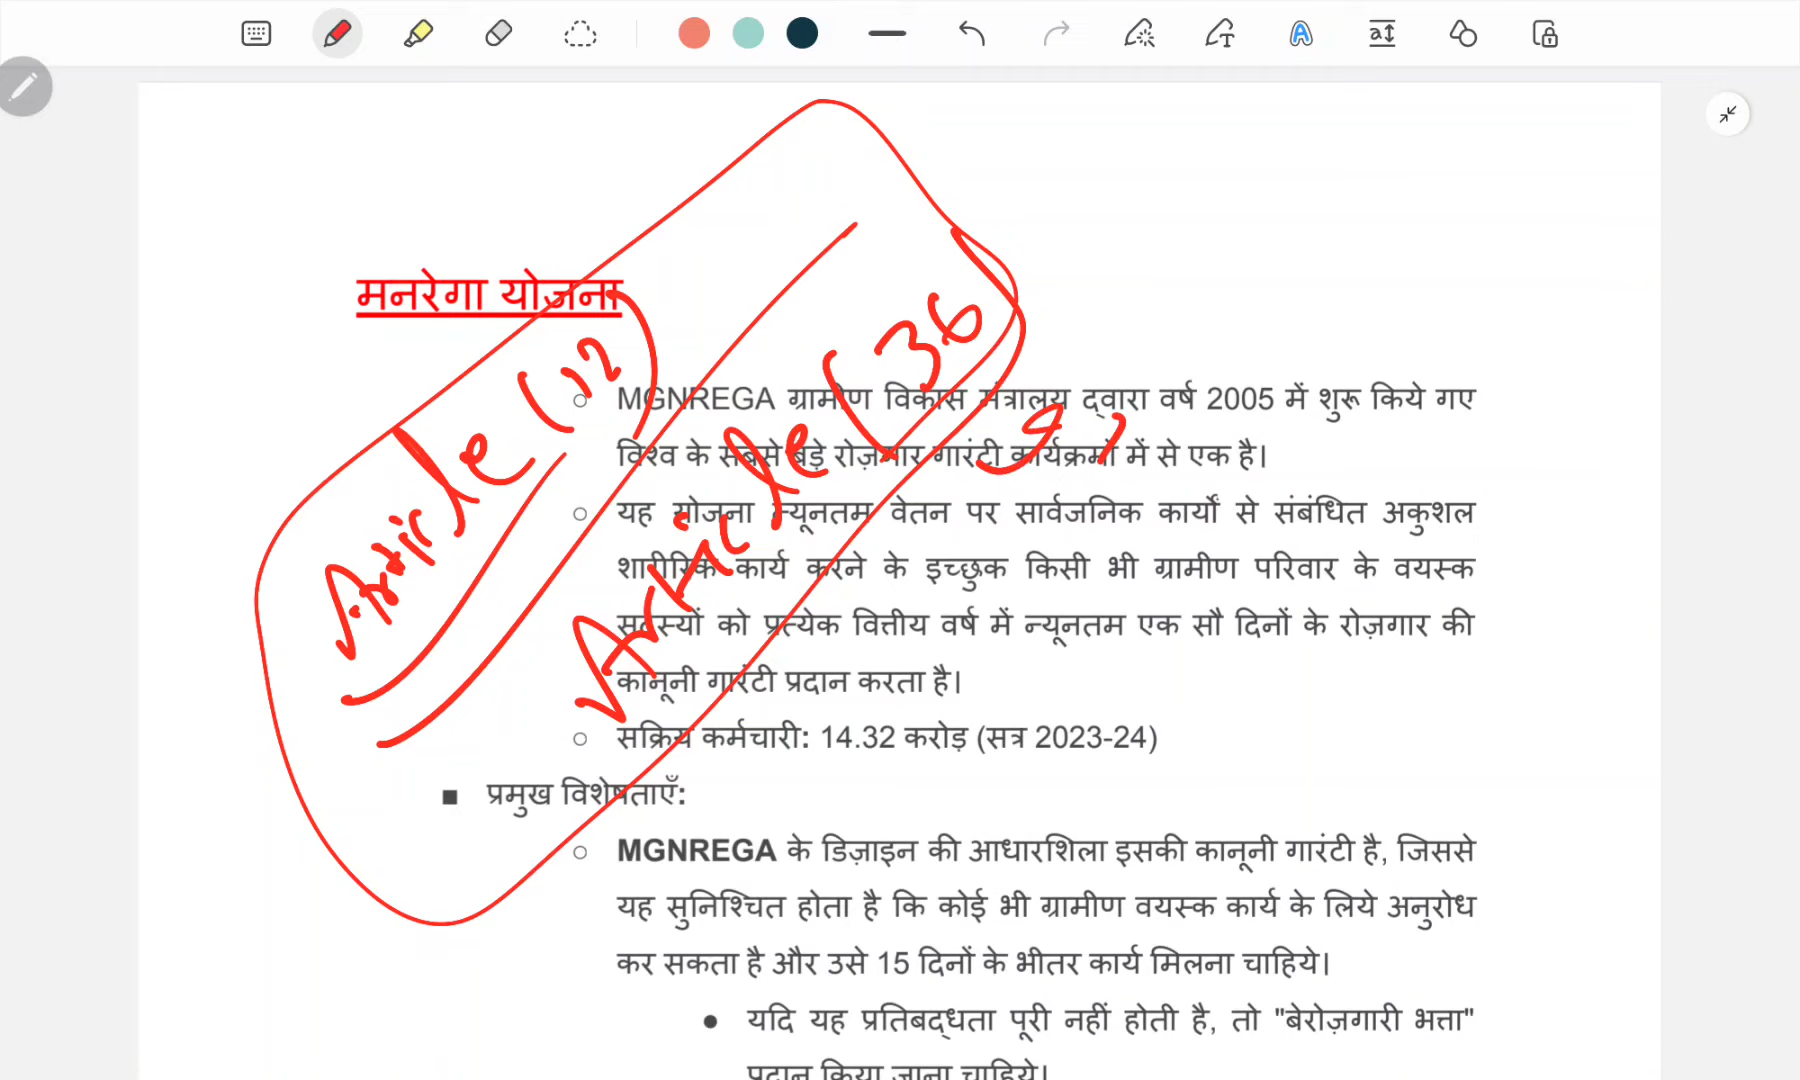 मनरेगा योजना
Article (12)
Article (36
○ MGNREGA ग्रामीण विकास मंत्रालय द्वारा वर्ष 2005 में शुरू किये गए
विश्व के सबसे बड़े रोज़गार गारंटी कार्यक्रमों में से एक है।
○ यह योजना न्यूनतम वेतन पर सार्वजनिक कार्यों से संबंधित अकुशल
शारीरिक कार्य करने के इच्छुक किसी भी ग्रामीण परिवार के वयस्क
सदस्यों को प्रत्येक वित्तीय वर्ष में न्यूनतम एक सौ दिनों के रोज़गार की
कानूनी गारंटी प्रदान करता है।
○ सक्रिय कर्मचारी: 14.32 करोड़ (सत्र 2023-24)
■ प्रमुख विशेषताएँ:
○ MGNREGA के डिज़ाइन की आधारशिला इसकी कानूनी गारंटी है, जिससे
यह सुनिश्चित होता है कि कोई भी ग्रामीण वयस्क कार्य के लिये अनुरोध
कर सकता है और उसे 15 दिनों के भीतर कार्य मिलना चाहिये।
● यदि यह प्रतिबद्धता पूरी नहीं होती है, तो "बेरोज़गारी भत्ता"
प्रदान किया जाना चाहिये।